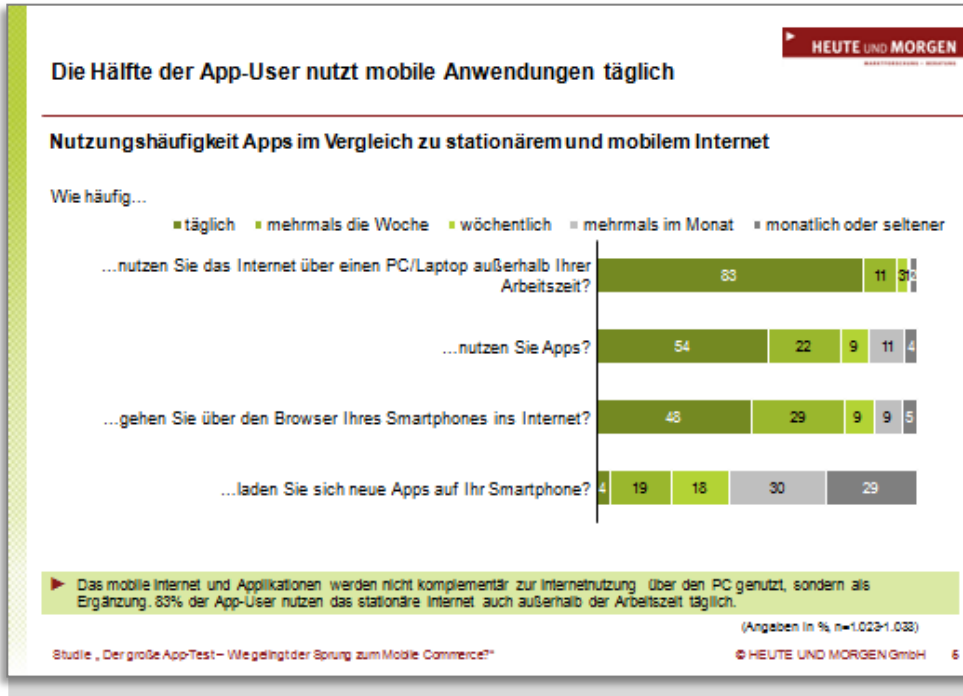 HEUTE UND MORGEN
MARKTFORSCHUNG + BERATUNG
Die Hälfte der App-User nutzt mobile Anwendungen täglich
Nutzungshäufigkeit Apps im Vergleich zu stationärem und mobilem Internet
Wie häufig...
täglich mehrmals die Woche wöchentlich mehrmals im Monat monatlich oder seltener
...nutzen Sie das Internet über einen PC/Laptop außerhalb Ihrer
Arbeitszeit?
83 11 3 1 2
...nutzen Sie Apps? 54 22 9 11 4
...gehen Sie über den Browser Ihres Smartphones ins Internet? 48 29 9 9 5
...laden Sie sich neue Apps auf Ihr Smartphone? 4 19 18 30 29
Das mobile Internet und Applikationen werden nicht komplementär zur Internetnutzung über den PC genutzt, sondern als
Ergänzung. 83% der App-User nutzen das stationäre Internet auch außerhalb der Arbeitszeit täglich.
(Angaben in %, n=1.023-1.033)
Studie „Der große App-Test – Wie gelingt der Sprung zum Mobile Commerce?" © HEUTE UND MORGEN GmbH 5